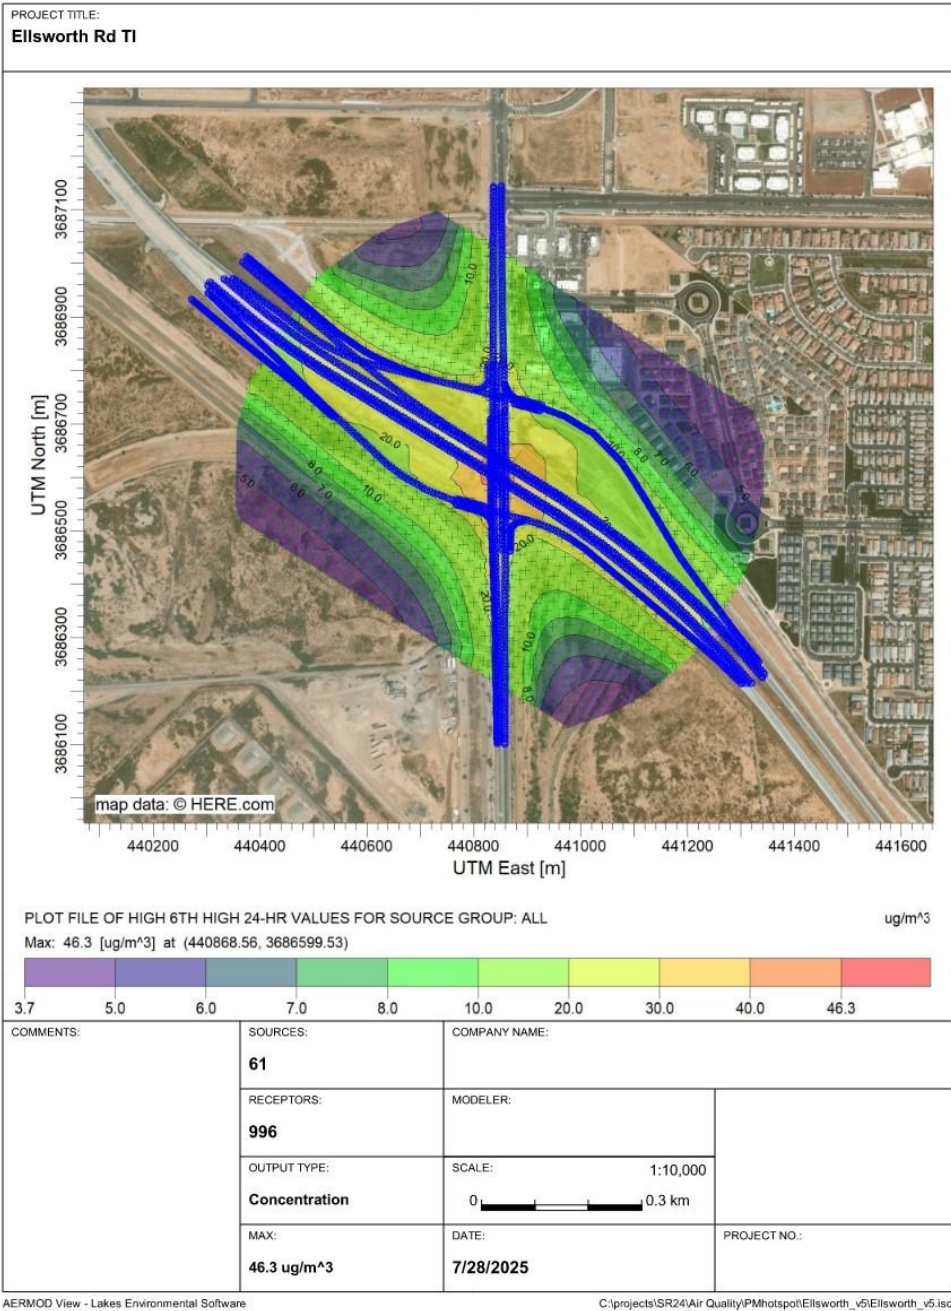 PROJECT TITLE:
Ellsworth Rd TI
3687100
3686900
3686700
3686500
3686300
3686100
UTM North [m]
10.0
20.0
10.0
8.0
7.0
6.0
5.0
20.0
8.0
5.0
6.0
7.0
10.0
20.0
20.0
10.0
8.0
map data: © HERE.com
440200 440400 440600 440800 441000 441200 441400 441600
UTM East [m]
PLOT FILE OF HIGH 6TH HIGH 24-HR VALUES FOR SOURCE GROUP: ALL ug/m^3
Max: 46.3 [ug/m^3] at (440868.56, 3686599.53)
3.7 5.0 6.0 7.0 8.0 10.0 20.0 30.0 40.0 46.3
COMMENTS:
SOURCES:
61
COMPANY NAME:
RECEPTORS:
996
MODELER:
OUTPUT TYPE:
Concentration
SCALE: 1:10,000
0 0.3 km
MAX:
46.3 ug/m^3
DATE:
7/28/2025
PROJECT NO.:
AERMOD View - Lakes Environmental Software C:\projects\SR24\Air Quality\PMhotspot\Ellsworth_v5\Ellsworth_v5.isc